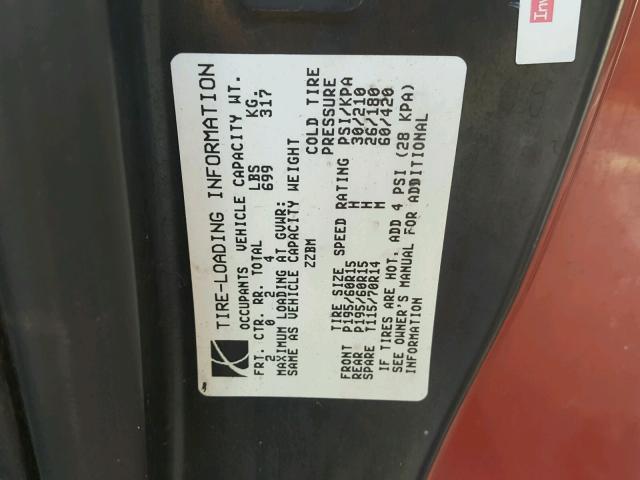 TIRE-LOADING INFORMATION
OCCUPANTS VEHICLE CAPACITY WT.
FRT. CTR. RR. TOTAL LBS KG.
2 0 2 4 699 317
MAXIMUM LOADING AT GVWR:
SAME AS VEHICLE CAPACITY WEIGHT
ZZBM
COLD TIRE
PRESSURE
TIRE SIZE SPEED RATING PSI/KPA
FRONT P195/60R15 H 30/210
REAR P195/60R15 H 26/180
SPARE T115/70R14 M 60/420
IF TIRES ARE HOT, ADD 4 PSI (28 KPA)
SEE OWNER'S MANUAL FOR ADDITIONAL
INFORMATION
Inv